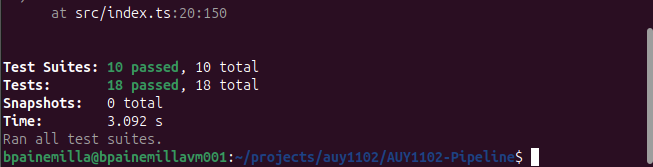 at src/index.ts:20:150
Test Suites: 10 passed, 10 total
Tests:       18 passed, 18 total
Snapshots:   0 total
Time:        3.092 s
Ran all test suites.
bpainemilla@bpainemillavm001:~/projects/auy1102/AUY1102-Pipeline$